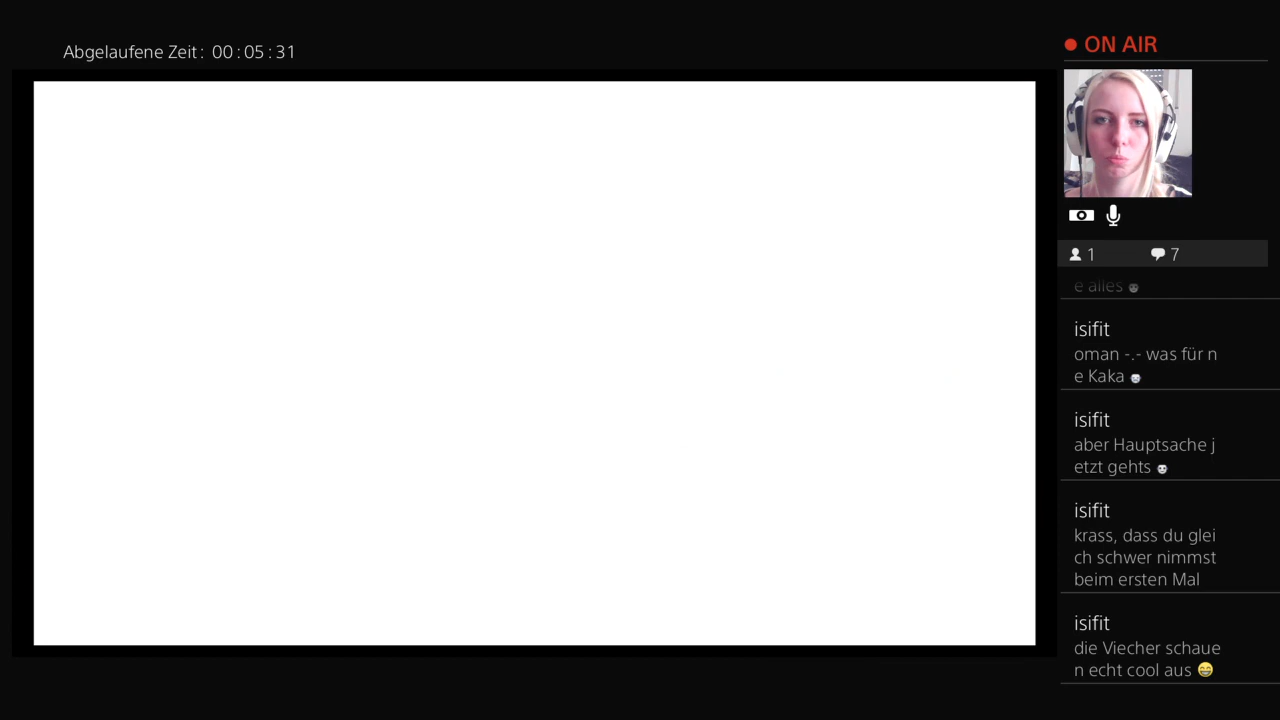 Abgelaufene Zeit: 00:05:31
ON AIR
1 7
e alles
isifit
oman -.- was für n
e Kaka
isifit
aber Hauptsache j
etzt gehts
isifit
krass, dass du glei
ch schwer nimmst
beim ersten Mal
isifit
die Viecher schaue
n echt cool aus 😄